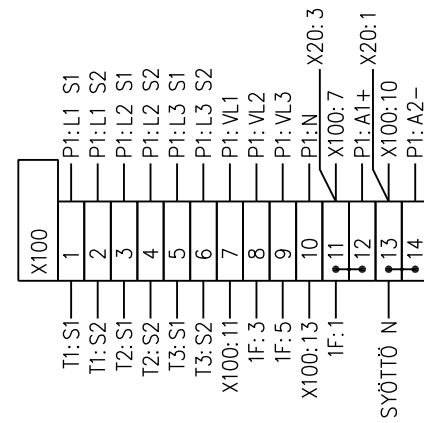 X100
T1:S1 1 P1:L1 S1
T1:S2 2 P1:L1 S2
T2:S1 3 P1:L2 S1
T2:S2 4 P1:L2 S2
T3:S1 5 P1:L3 S1
T3:S2 6 P1:L3 S2
X100:11 7 P1:VL1
1F:3 8 P1:VL2
1F:5 9 P1:VL3
X100:13 10 P1:N
X20:3
1F:1 11 X100:7
12 P1:A1+
X20:1
SYÖTTÖ N 13 X100:10
14 P1:A2-